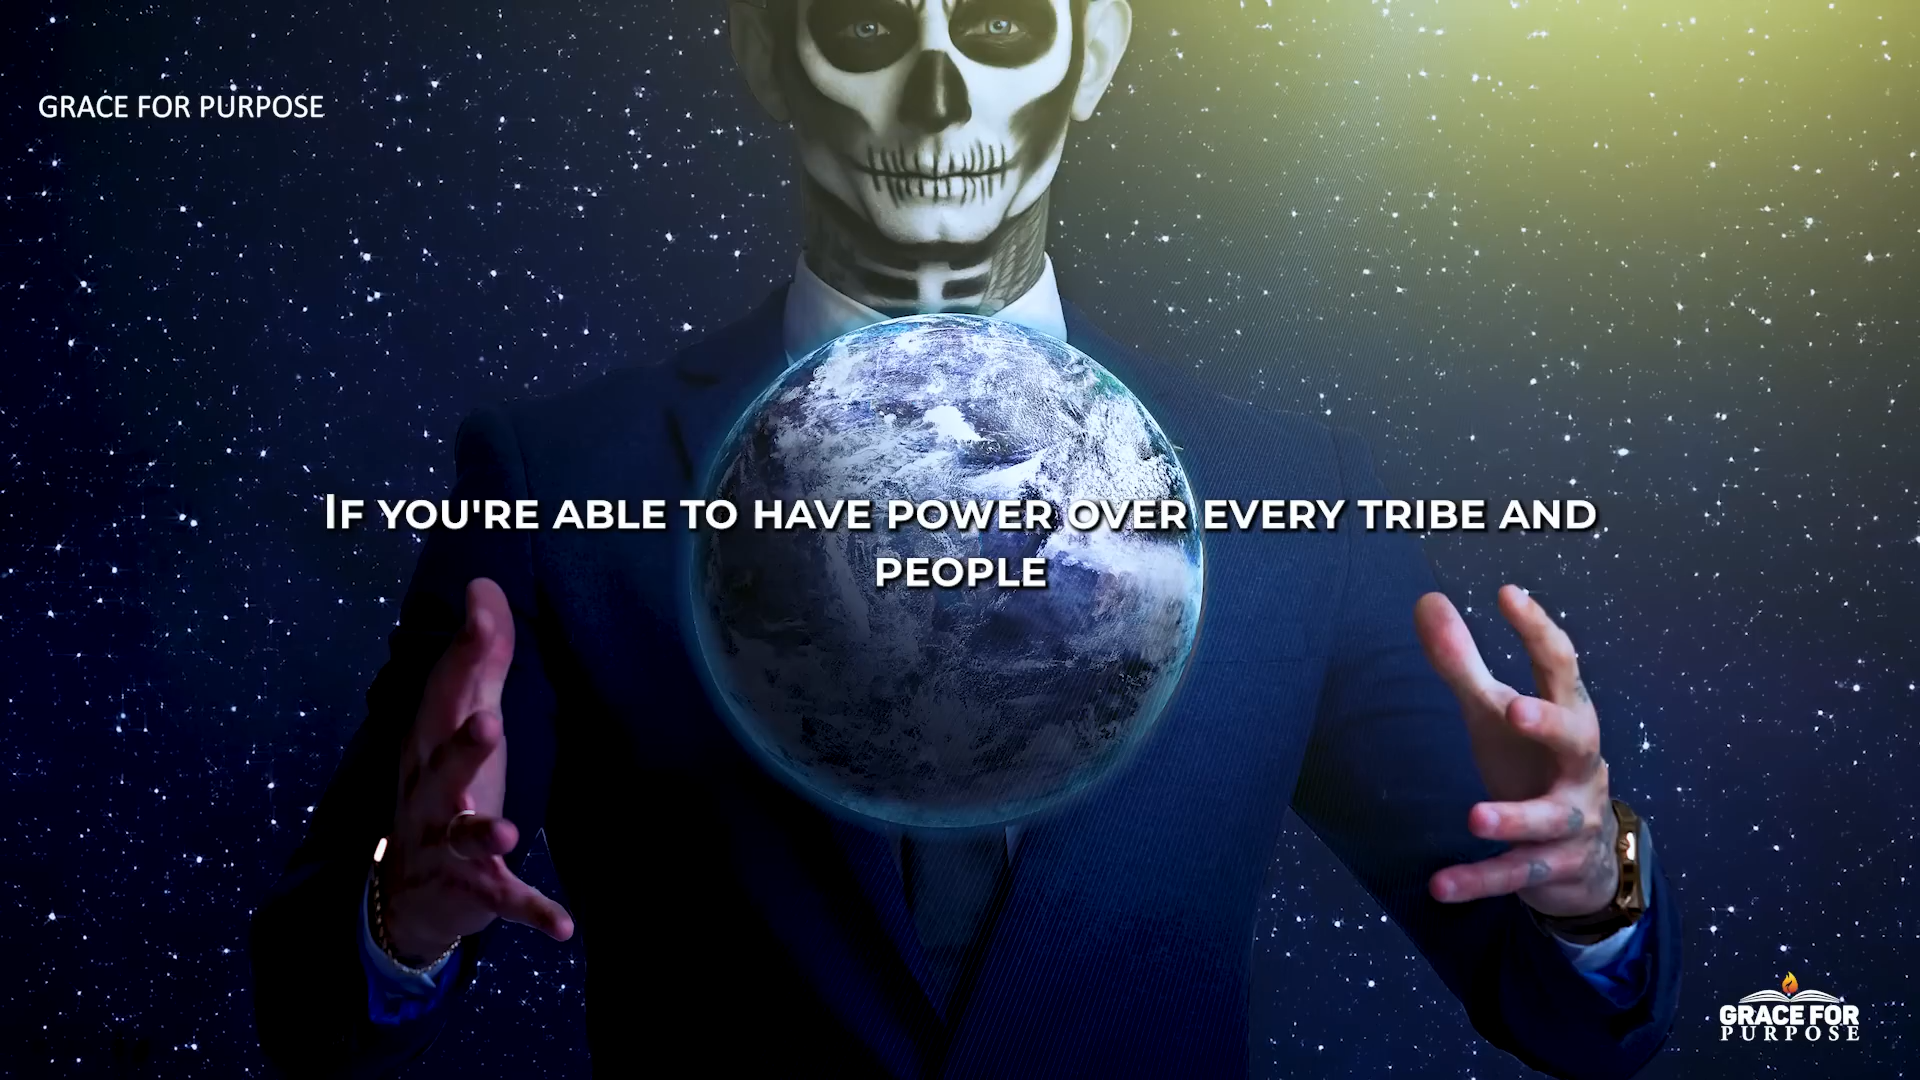 GRACE FOR PURPOSE
IF YOU'RE ABLE TO HAVE POWER OVER EVERY TRIBE AND
PEOPLE
GRACE FOR
PURPOSE